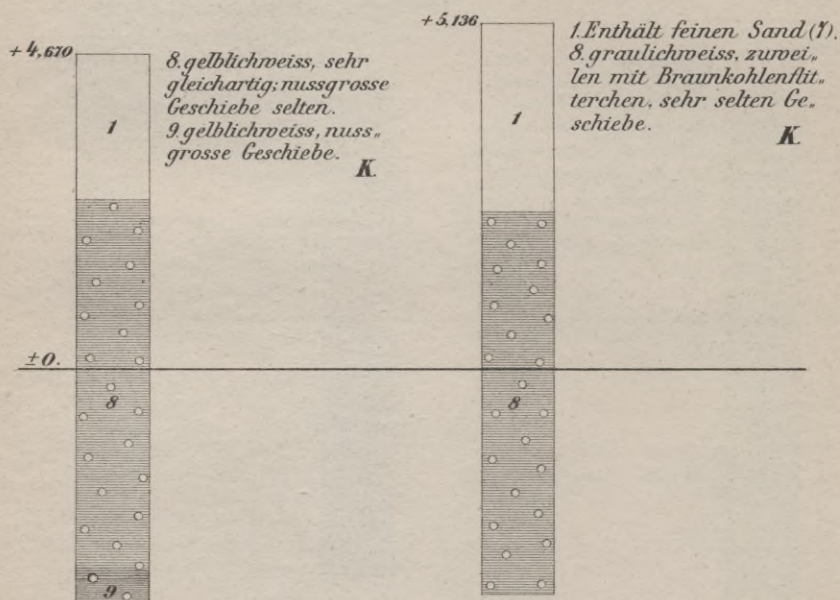 +4,670
8. gelblichweiss, sehr
gleichartig; nussgrosse
Geschiebe selten.
9. gelblichweiss, nuss„
grosse Geschiebe.
K.
1
±0.
8
9
+5,136
1. Enthält feinen Sand (7).
8. graulichweiss, zuwei„
len mit Braunkohlenflit„
terchen, sehr selten Ge„
schiebe.
K.
1
8